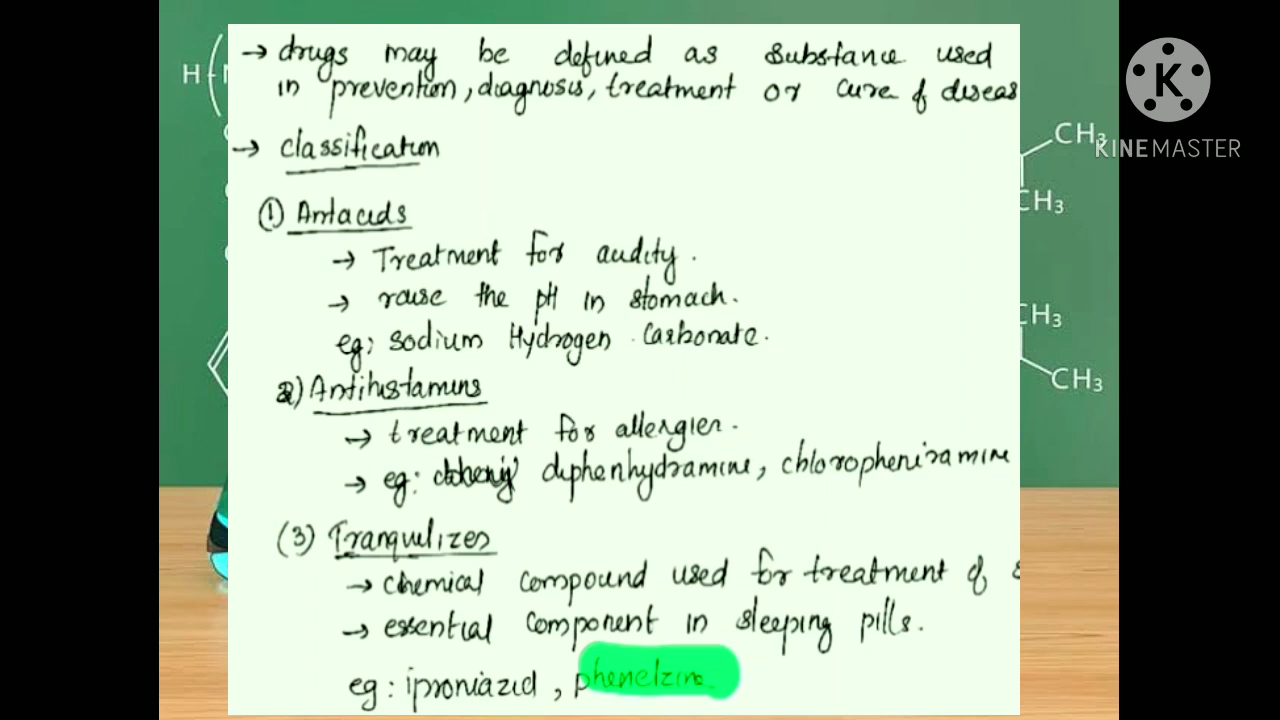 → drugs may be defined as substance used
in prevention, diagnosis, treatment or cure of diseas
→ classification
① Antacids
→ Treatment for acidity.
→ raise the pH in stomach.
eg; sodium Hydrogen Carbonate.
2) Antihistamins
→ treatment for allergies.
→ eg: diphenhydramine, chloropheniramine
(3) Tranquilizes
→ chemical compound used for treatment of s
→ essential component in sleeping pills.
eg: iproniazid, phenelzine
K
KINEMASTER
H
CH₃
CH₃
CH₃
CH₃